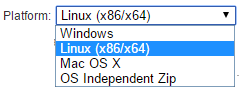 Platform: Linux (x86/x64)
Windows
Linux (x86/x64)
Mac OS X
OS Independent Zip